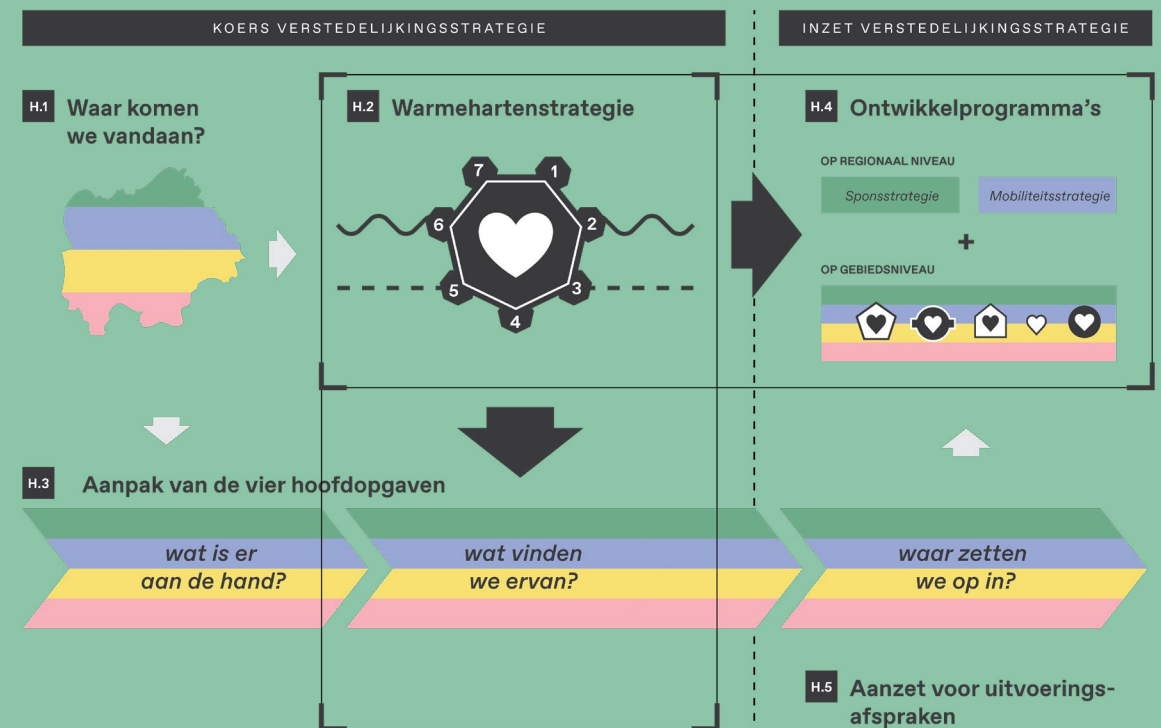 KOERS VERSTEDELIJKINGSSTRATEGIE
INZET VERSTEDELIJKINGSSTRATEGIE
H.1 Waar komen
we vandaan?
H.2 Warmehartenstrategie
7 1
6 2
5 3
4
H.4 Ontwikkelprogramma's
OP REGIONAAL NIVEAU
Sponsstrategie Mobiliteitsstrategie
+
OP GEBIEDSNIVEAU
H.3 Aanpak van de vier hoofdopgaven
wat is er
aan de hand?
wat vinden
we ervan?
waar zetten
we op in?
H.5 Aanzet voor uitvoerings-
afspraken